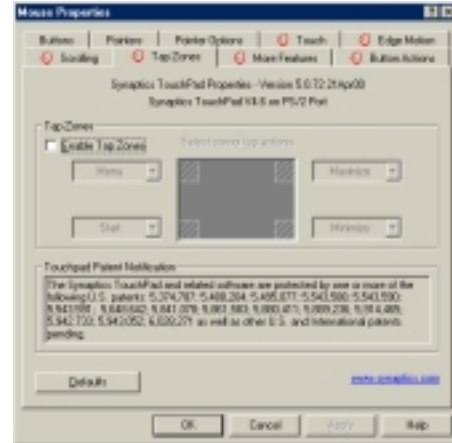 Mouse Properties
Buttons Pointers Pointer Options Touch Edge Motion
Scrolling Tap Zones More Features Button Actions
Synaptics TouchPad Properties - Version 5.0.72 21Apr00
Synaptics TouchPad V4.6 on PS/2 Port
Tap Zones
Enable Tap Zones Select corner tap actions
Menu Maximize
Start Minimize
Touchpad Patent Notification
The Synaptics TouchPad and related software are protected by one or more of the
following U.S. patents:
as well as other U.S. and International patents
pending.
Defaults www.synaptics.com
OK Cancel Apply Help